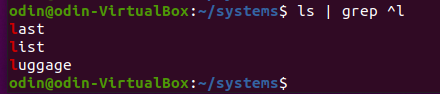 odin@odin-VirtualBox:~/systems$ ls | grep ^l
last
list
luggage
odin@odin-VirtualBox:~/systems$